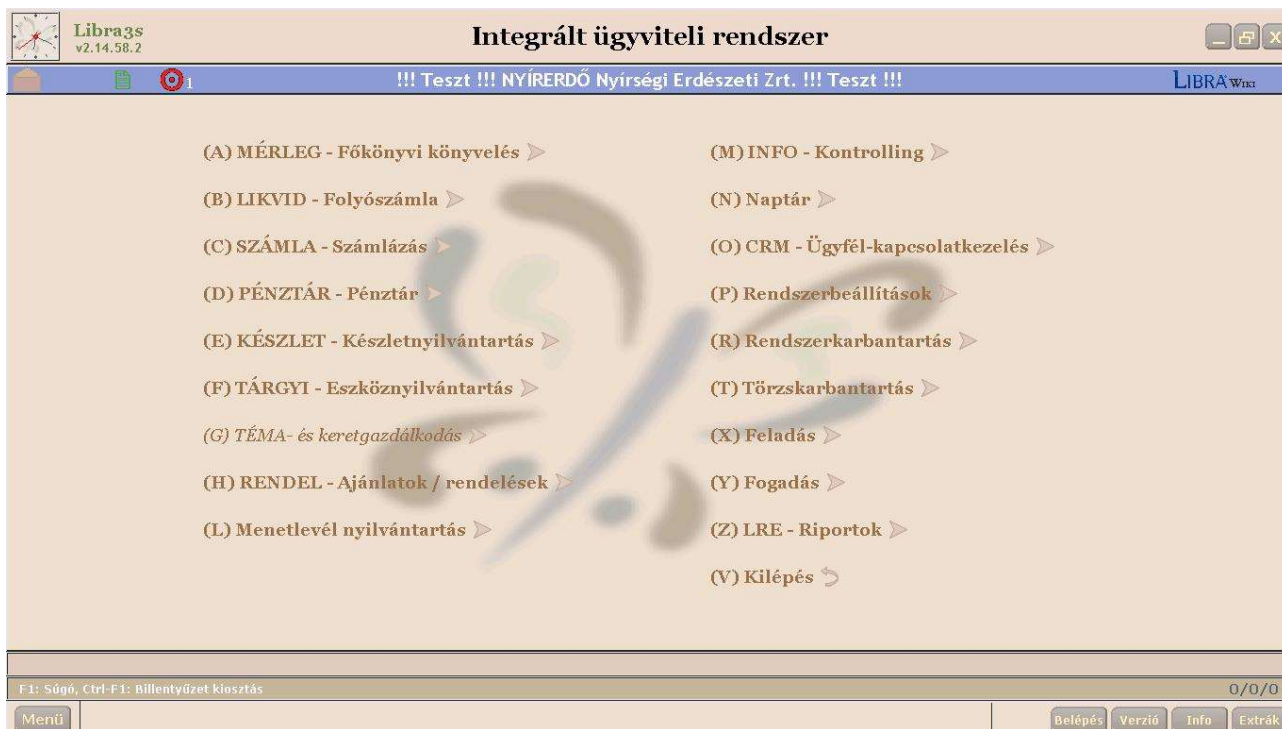 Libra3s
v2.14.58.2
Integrált ügyviteli rendszer
1
!!! Teszt !!! NYÍRERDŐ Nyírségi Erdészeti Zrt. !!! Teszt !!!
LIBRA WIKI
(A) MÉRLEG - Főkönyvi könyvelés
(B) LIKVID - Folyószámla
(C) SZÁMLA - Számlázás
(D) PÉNZTÁR - Pénztár
(E) KÉSZLET - Készletnyilvántartás
(F) TÁRGYI - Eszköznyilvántartás
(G) TÉMA- és keretgazdálkodás
(H) RENDEL - Ajánlatok / rendelések
(L) Menetlevél nyilvántartás
(M) INFO - Kontrolling
(N) Naptár
(O) CRM - Ügyfél-kapcsolatkezelés
(P) Rendszerbeállítások
(R) Rendszerkarbantartás
(T) Törzskarbantartás
(X) Feladás
(Y) Fogadás
(Z) LRE - Riportok
(V) Kilépés
F1: Súgó, Ctrl-F1: Billentyűzet kiosztás
0/0/0
Menü
Belépés
Verzió
Info
Extrák